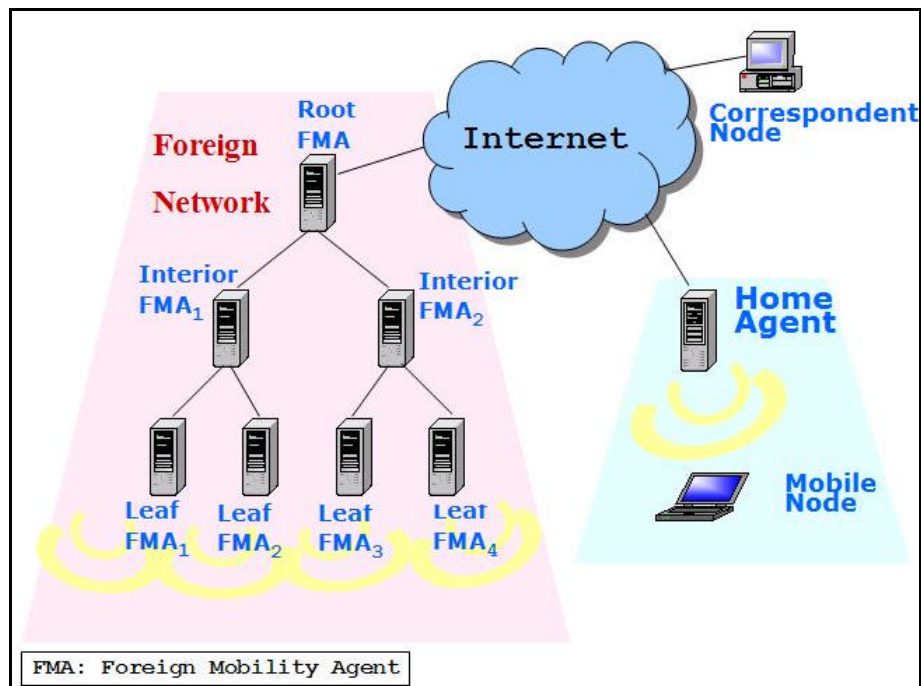 Root
FMA
Foreign
Network
Internet
Correspondent
Node
Interior
FMA1
Interior
FMA2
Home
Agent
Mobile
Node
Leaf
FMA1
Leaf
FMA2
Leaf
FMA3
Leaf
FMA4
FMA: Foreign Mobility Agent